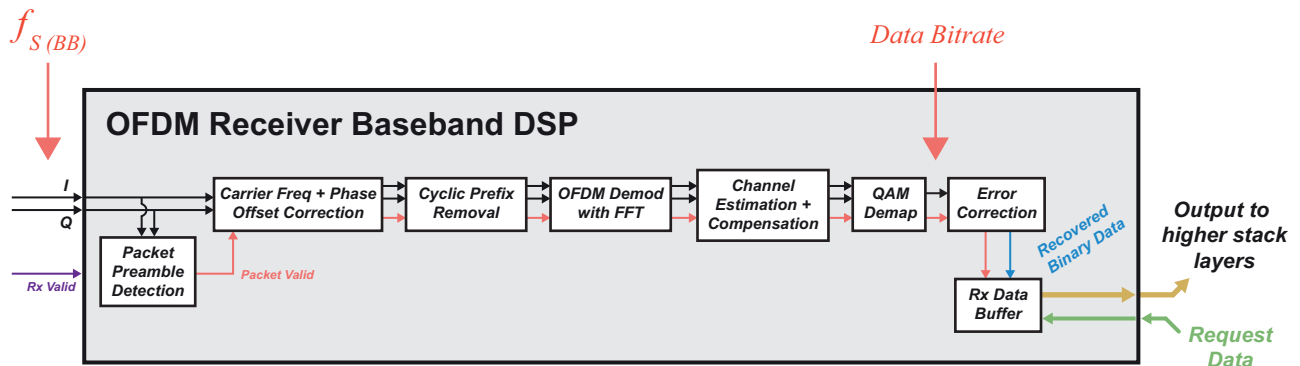 f S (BB)
Data Bitrate
OFDM Receiver Baseband DSP
I
Q
Rx Valid
Packet
Preamble
Detection
Packet Valid
Carrier Freq + Phase
Offset Correction
Cyclic Prefix
Removal
OFDM Demod
with FFT
Channel
Estimation +
Compensation
QAM
Demap
Error
Correction
Recovered
Binary Data
Rx Data
Buffer
Output to
higher stack
layers
Request
Data